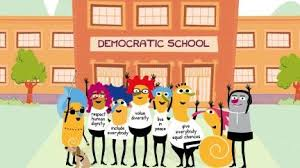 DEMOCRATIC SCHOOL
respect
human
dignity
include
everybody
value
diversity
live
in
peace
give
everybody
equal chances